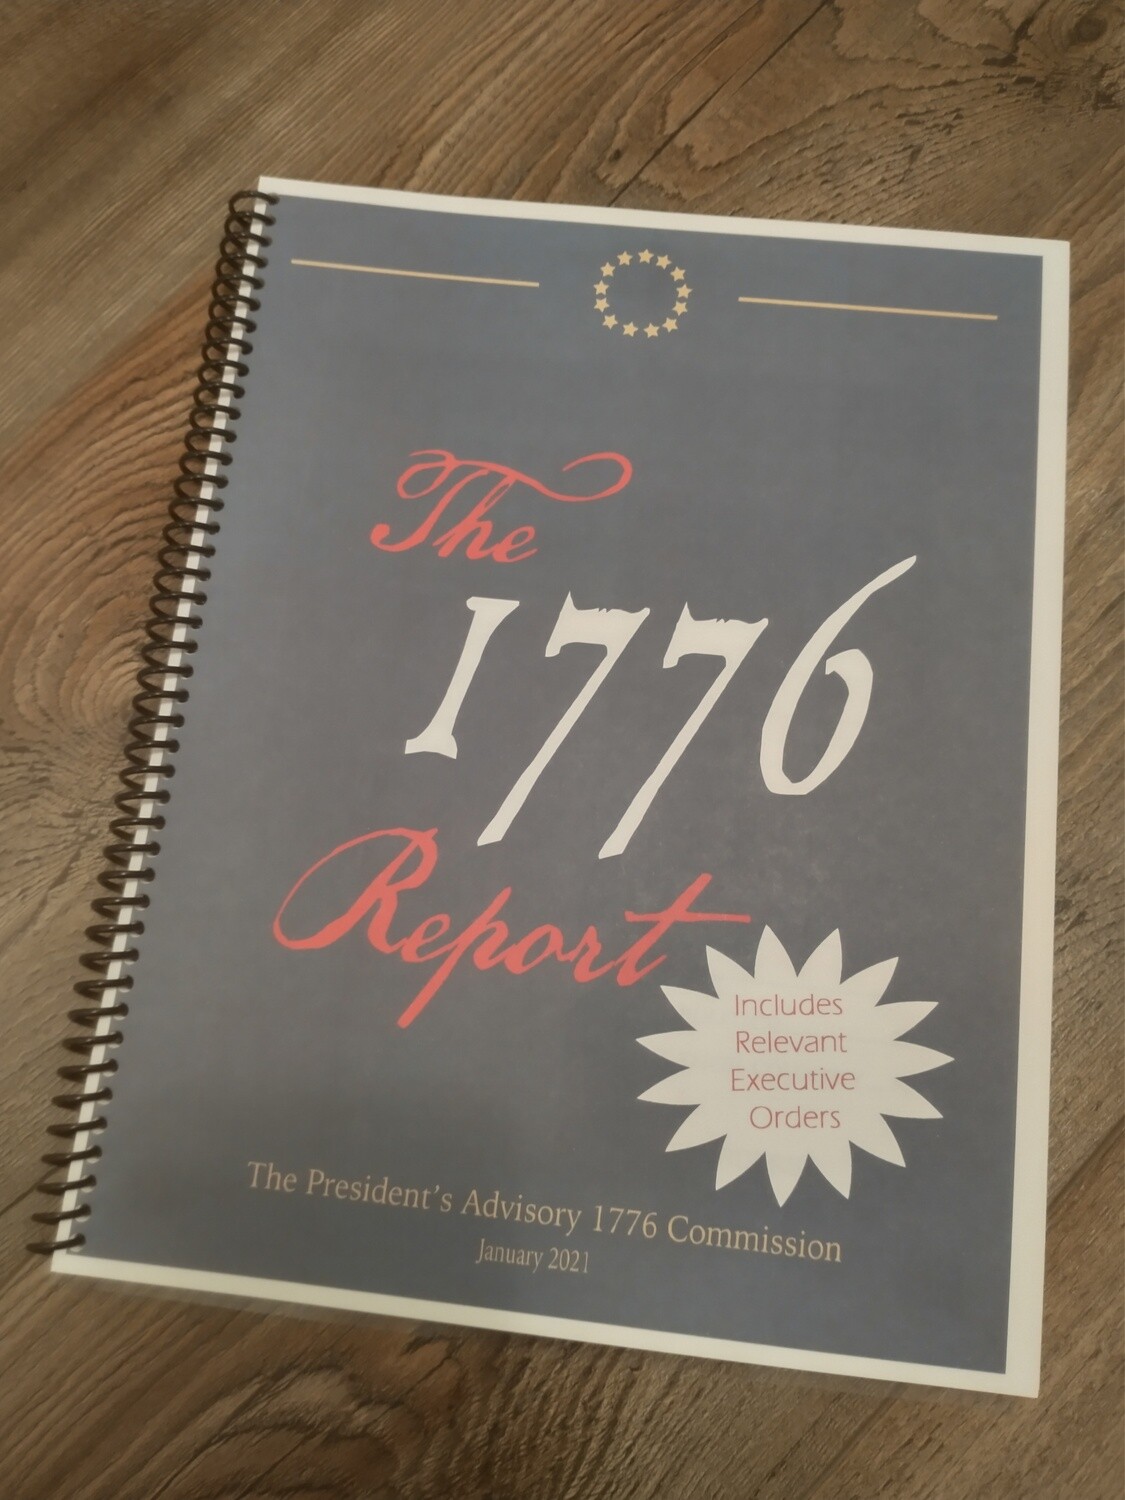 The
1776
Report
Includes
Relevant
Executive
Orders
The President's Advisory 1776 Commission
January 2021